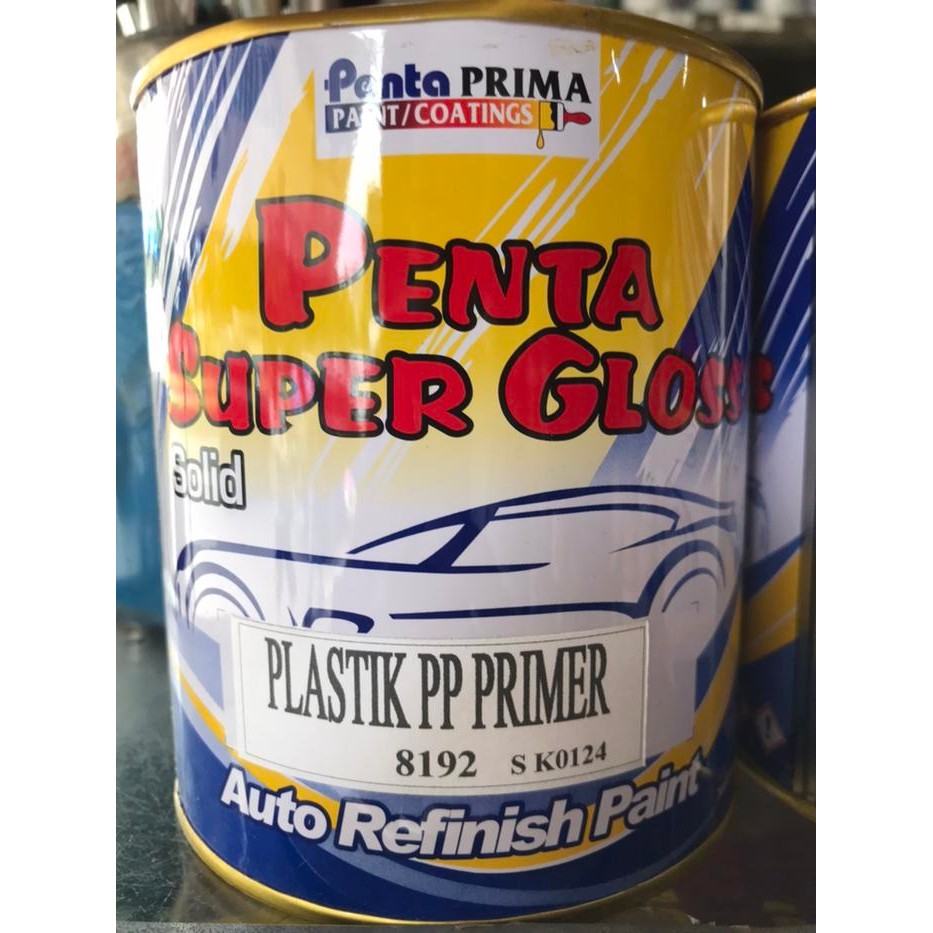 Penta PRIMA
PAINT/COATINGS
PENTA
SUPER GLOSS
Solid
PLASTIK PP PRIMER
8192 S K0124
Auto Refinish Paint